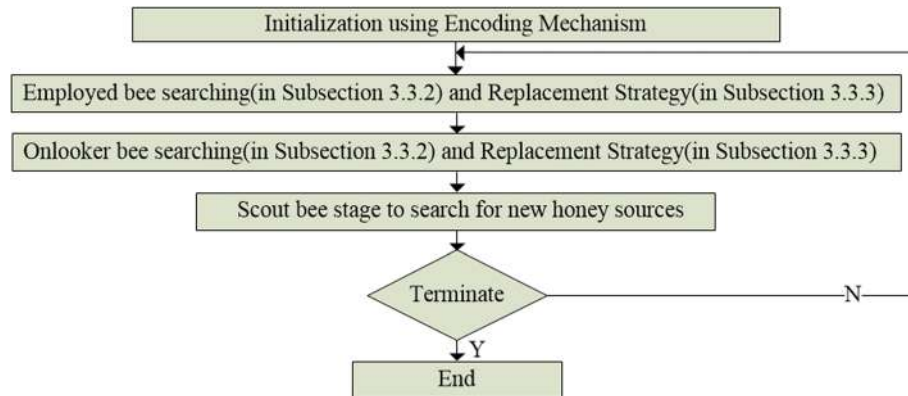 Initialization using Encoding Mechanism
Employed bee searching(in Subsection 3.3.2) and Replacement Strategy(in Subsection 3.3.3)
Onlooker bee searching(in Subsection 3.3.2) and Replacement Strategy(in Subsection 3.3.3)
Scout bee stage to search for new honey sources
Terminate
N
Y
End